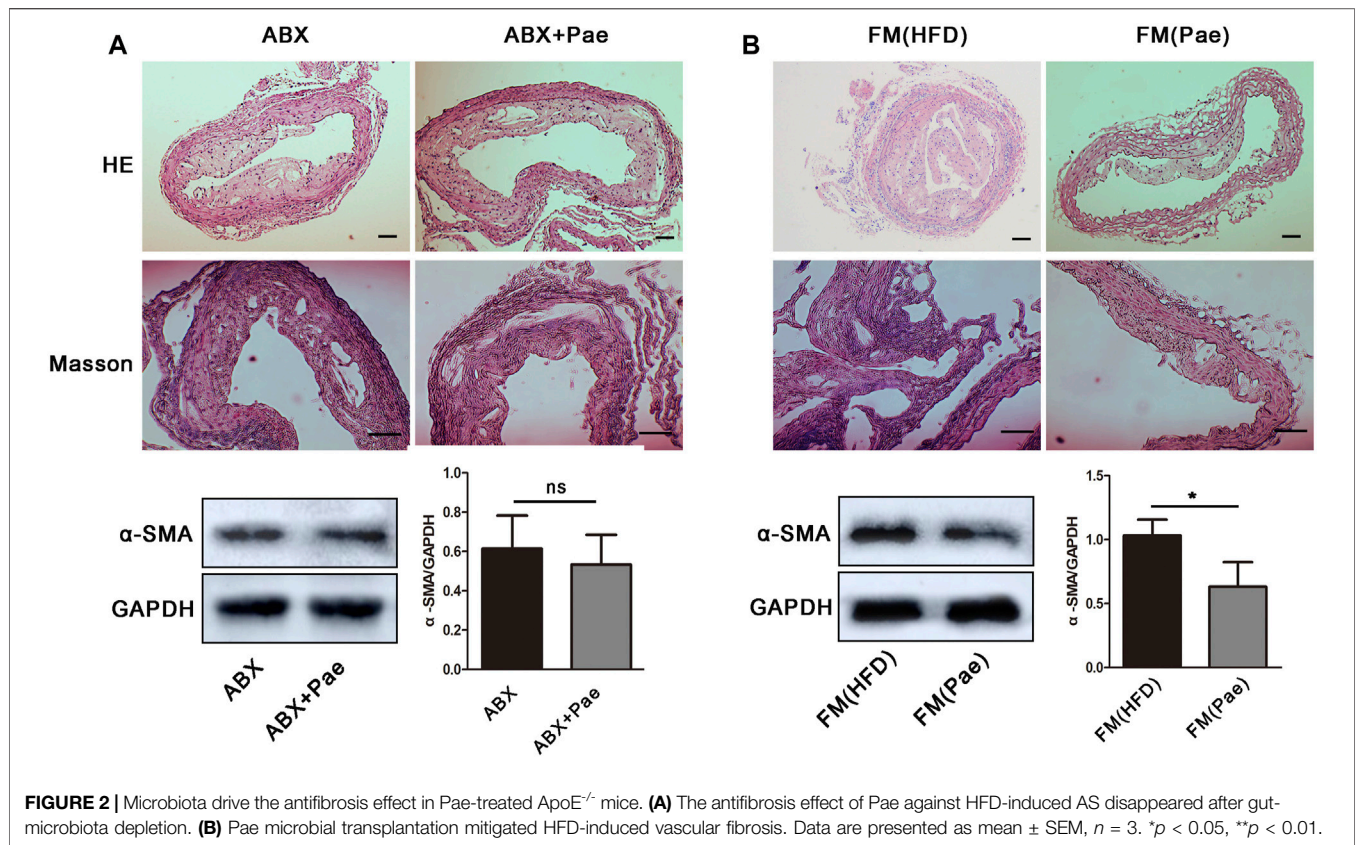 A
ABX
ABX+Pae
B
FM(HFD)
FM(Pae)
HE
Masson
α-SMA
GAPDH
ABX
ABX+Pae
α -SMA/GAPDH
1.0
0.8
0.6
0.4
0.2
0.0
ns
ABX
ABX+Pae
α-SMA
GAPDH
FM(HFD)
FM(Pae)
α -SMA/GAPDH
1.5
1.0
0.5
0.0
*
FM(HFD)
FM(Pae)
FIGURE 2 | Microbiota drive the antifibrosis effect in Pae-treated ApoE-/- mice. (A) The antifibrosis effect of Pae against HFD-induced AS disappeared after gut-
microbiota depletion. (B) Pae microbial transplantation mitigated HFD-induced vascular fibrosis. Data are presented as mean ± SEM, n = 3. *p < 0.05, **p < 0.01.